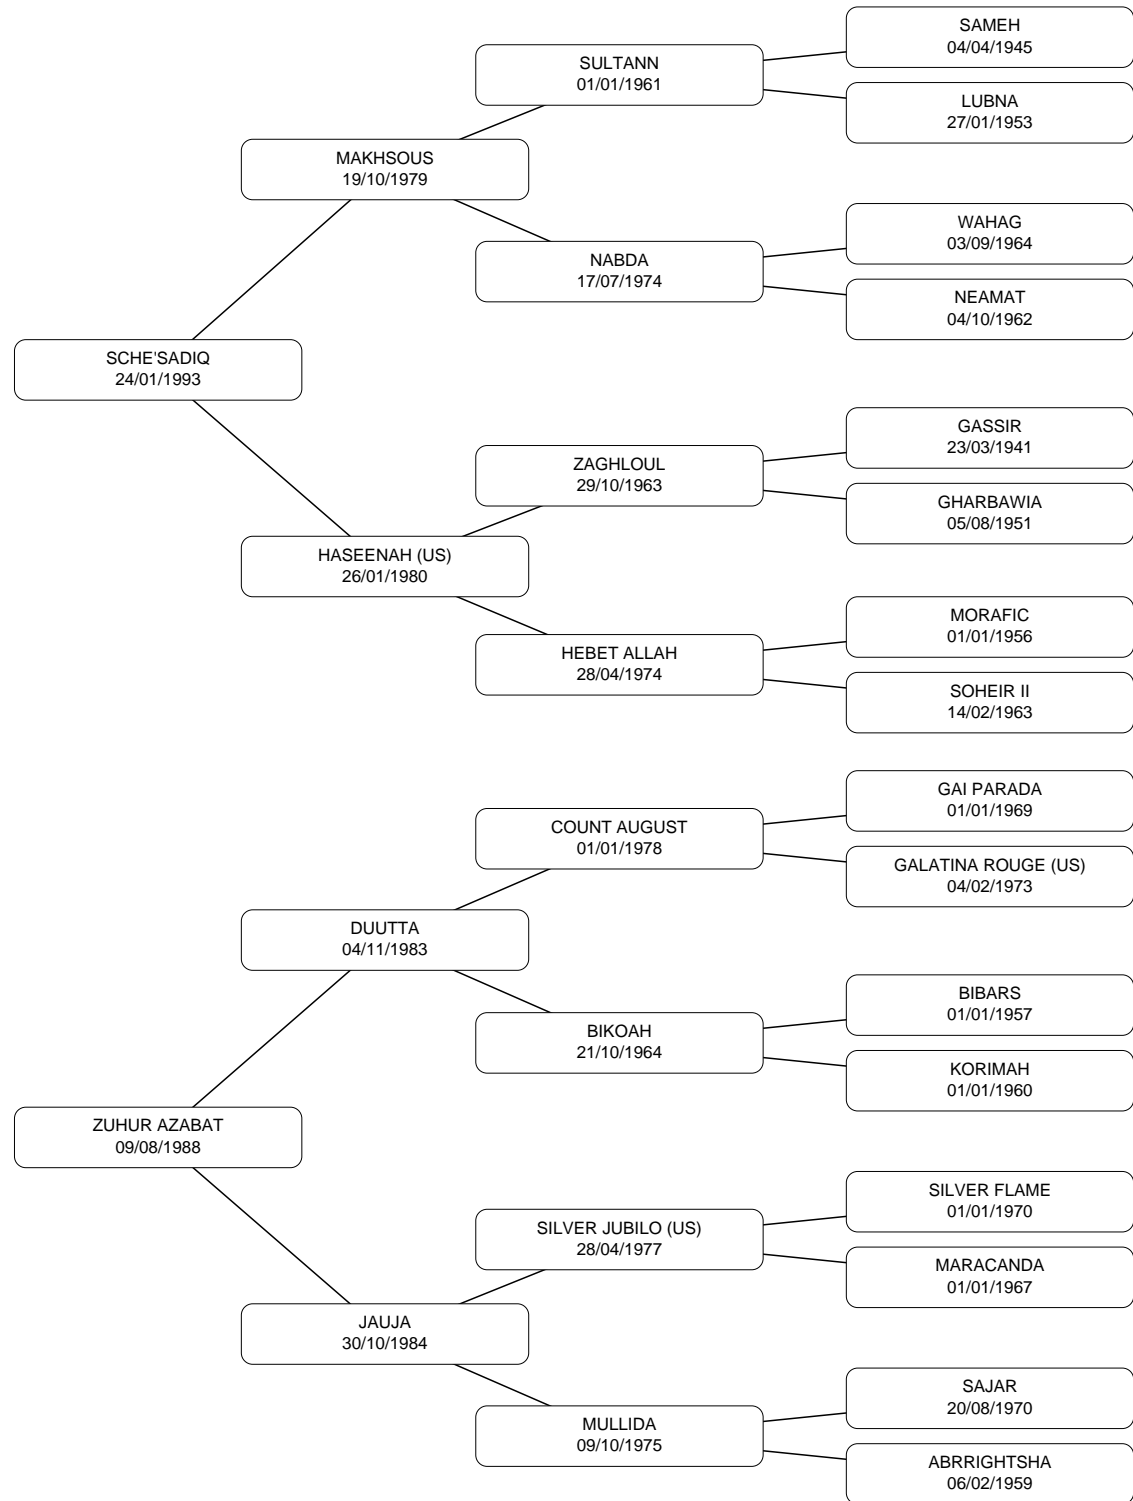 SAMEH
04/04/1945
SULTANN
01/01/1961
LUBNA
27/01/1953
MAKHSOUS
19/10/1979
WAHAG
03/09/1964
NABDA
17/07/1974
NEAMAT
04/10/1962
SCHE'SADIQ
24/01/1993
GASSIR
23/03/1941
ZAGHLOUL
29/10/1963
GHARBAWIA
05/08/1951
HASEENAH (US)
26/01/1980
MORAFIC
01/01/1956
HEBET ALLAH
28/04/1974
SOHEIR II
14/02/1963
GAI PARADA
01/01/1969
COUNT AUGUST
01/01/1978
GALATINA ROUGE (US)
04/02/1973
DUUTTA
04/11/1983
BIBARS
01/01/1957
BIKOAH
21/10/1964
KORIMAH
01/01/1960
ZUHUR AZABAT
09/08/1988
SILVER FLAME
01/01/1970
SILVER JUBILO (US)
28/04/1977
MARACANDA
01/01/1967
JAUJA
30/10/1984
SAJAR
20/08/1970
MULLIDA
09/10/1975
ABRRIGHTSHA
06/02/1959